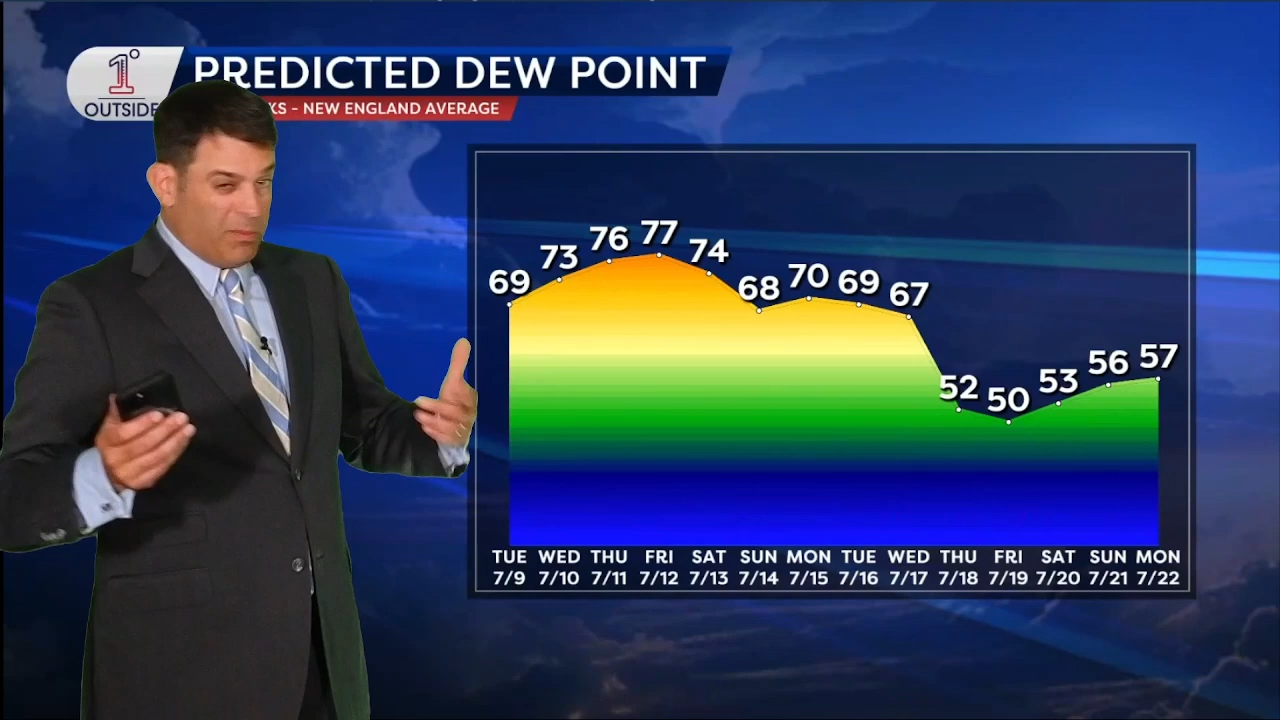 1°
OUTSIDE
PREDICTED DEW POINT
- NEW ENGLAND AVERAGE
69 73 76 77 74 68 70 69 67 52 50 53 56 57
TUE WED THU FRI SAT SUN MON TUE WED THU FRI SAT SUN MON
7/9 7/10 7/11 7/12 7/13 7/14 7/15 7/16 7/17 7/18 7/19 7/20 7/21 7/22